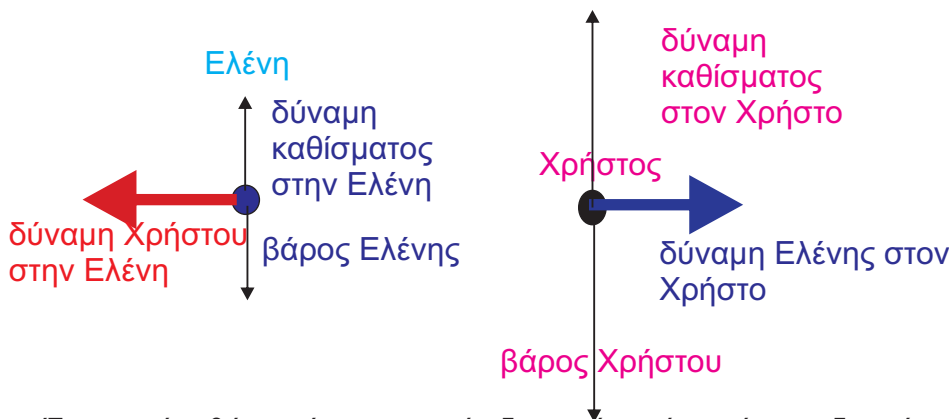 Ελένη
δύναμη
καθίσματος
στην Ελένη
δύναμη Χρήστου
στην Ελένη
βάρος Ελένης
δύναμη
καθίσματος
στον Χρήστο
Χρήστος
δύναμη Ελένης στον
Χρήστο
βάρος Χρήστου